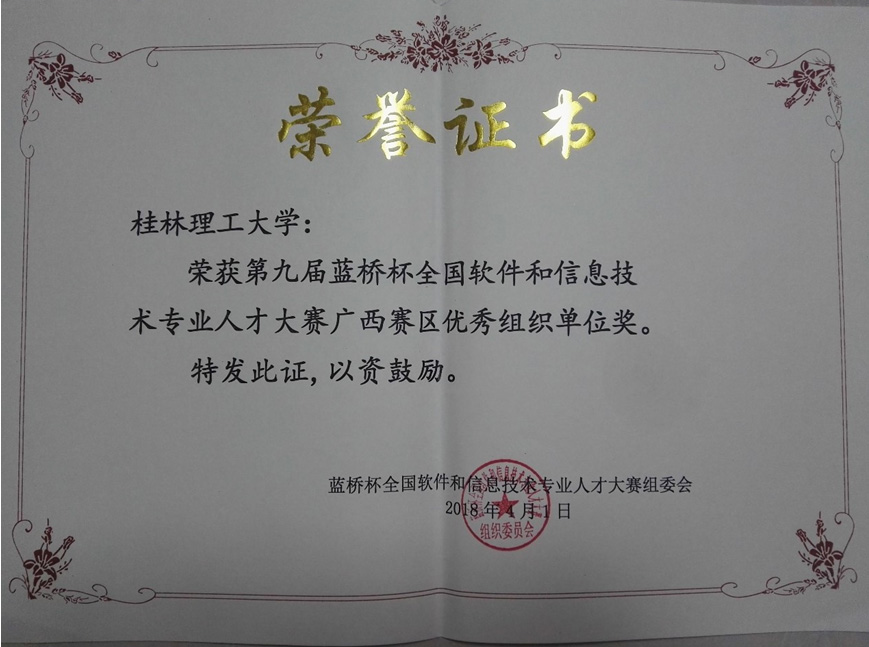 荣誉证书
桂林理工大学：
荣获第九届蓝桥杯全国软件和信息技
术专业人才大赛广西赛区优秀组织单位奖。
特发此证，以资鼓励。
蓝桥杯全国软件和信息技术专业人才大赛组委会
2018年4月1日
组织委员会